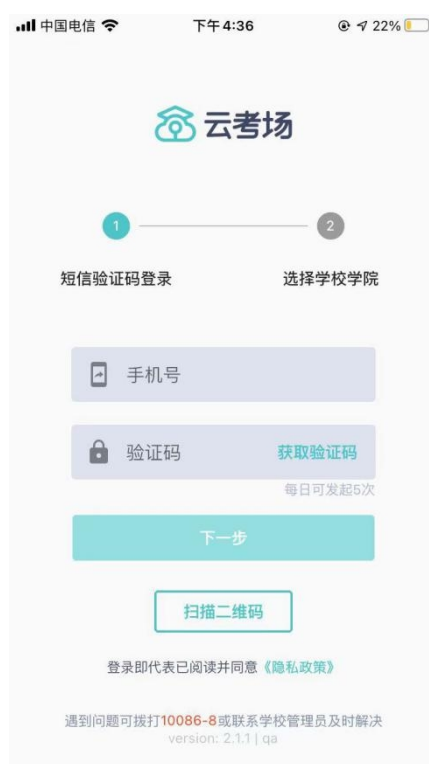 中国电信 下午4:36 22%
云考场
1 2
短信验证码登录 选择学校学院
手机号
验证码 获取验证码
每日可发起5次
下一步
扫描二维码
登录即代表已阅读并同意《隐私政策》
遇到问题可拨打10086-8或联系学校管理员及时解决
version: 2.1.1 | qa